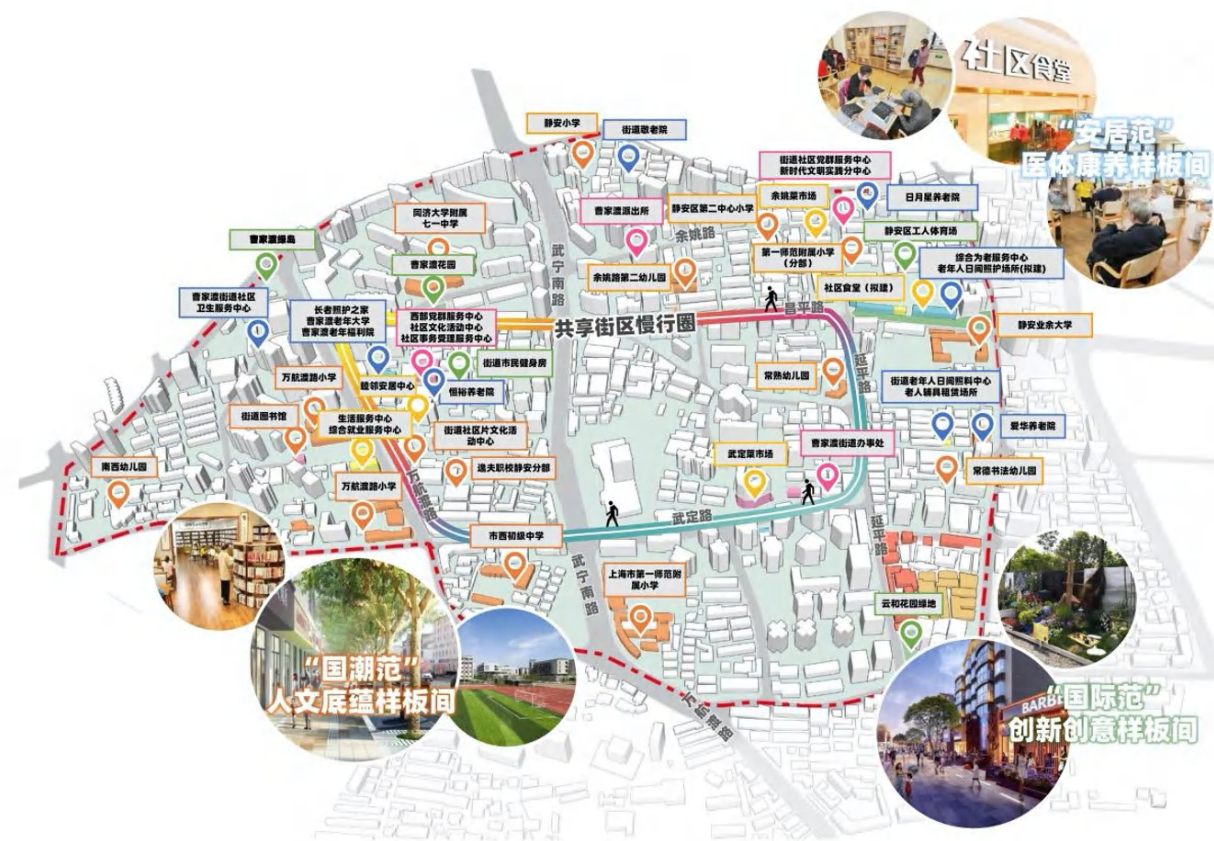 社区食堂
“安居范”
医体康养样板间
静安小学
街道敬老院
街道社区党群服务中心
新时代文明实践分中心
日月星养老院
余姚菜市场
静安区第二中心小学
曹家渡派出所
同济大学附属
七一中学
余姚路
武宁南路
静安区工人体育场
曹家渡绿岛
第一师范附属小学
（分部）
综合为老服务中心
老年人日间照护场所(拟建)
曹家渡花园
余姚路第二幼儿园
社区食堂（拟建）
曹家渡街道社区
卫生服务中心
长者照护之家
曹家渡老年大学
曹家渡老年福利院
西部党群服务中心
社区文化活动中心
社区事务受理服务中心
共享街区慢行圈
昌平路
静安业余大学
街道市民健身房
延平路
万航渡路小学
睦邻安居中心
恒裕养老院
常熟幼儿园
街道老年人日间照料中心
老人辅具租赁场所
街道图书馆
生活服务中心
综合就业服务中心
街道社区片文化活
动中心
曹家渡街道办事处
爱华养老院
南西幼儿园
逸夫职校静安分部
武定菜市场
常德书法幼儿园
万航渡路小学
万航渡路
武定路
延平路
市西初级中学
武宁南路
上海市第一师范附
属小学
云和花园绿地
“国潮范”
人文底蕴样板间
万航渡路
“国际范”
BARB
创新创意样板间